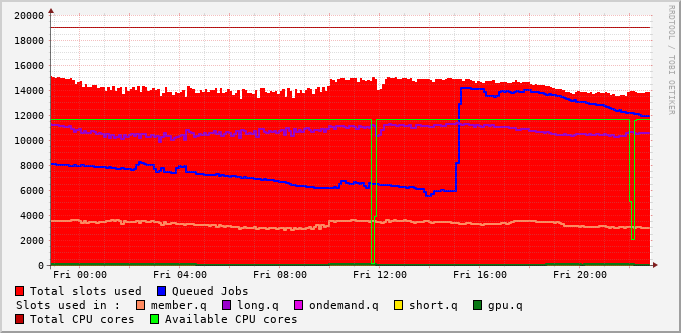 20000
18000
16000
14000
12000
10000
8000
6000
4000
2000
0
Fri 00:00 Fri 04:00 Fri 08:00 Fri 12:00 Fri 16:00 Fri 20:00
Total slots used Queued Jobs
Slots used in : member.q long.q ondemand.q short.q gpu.q
Total CPU cores Available CPU cores
RRDTOOL / TOBI OETIKER